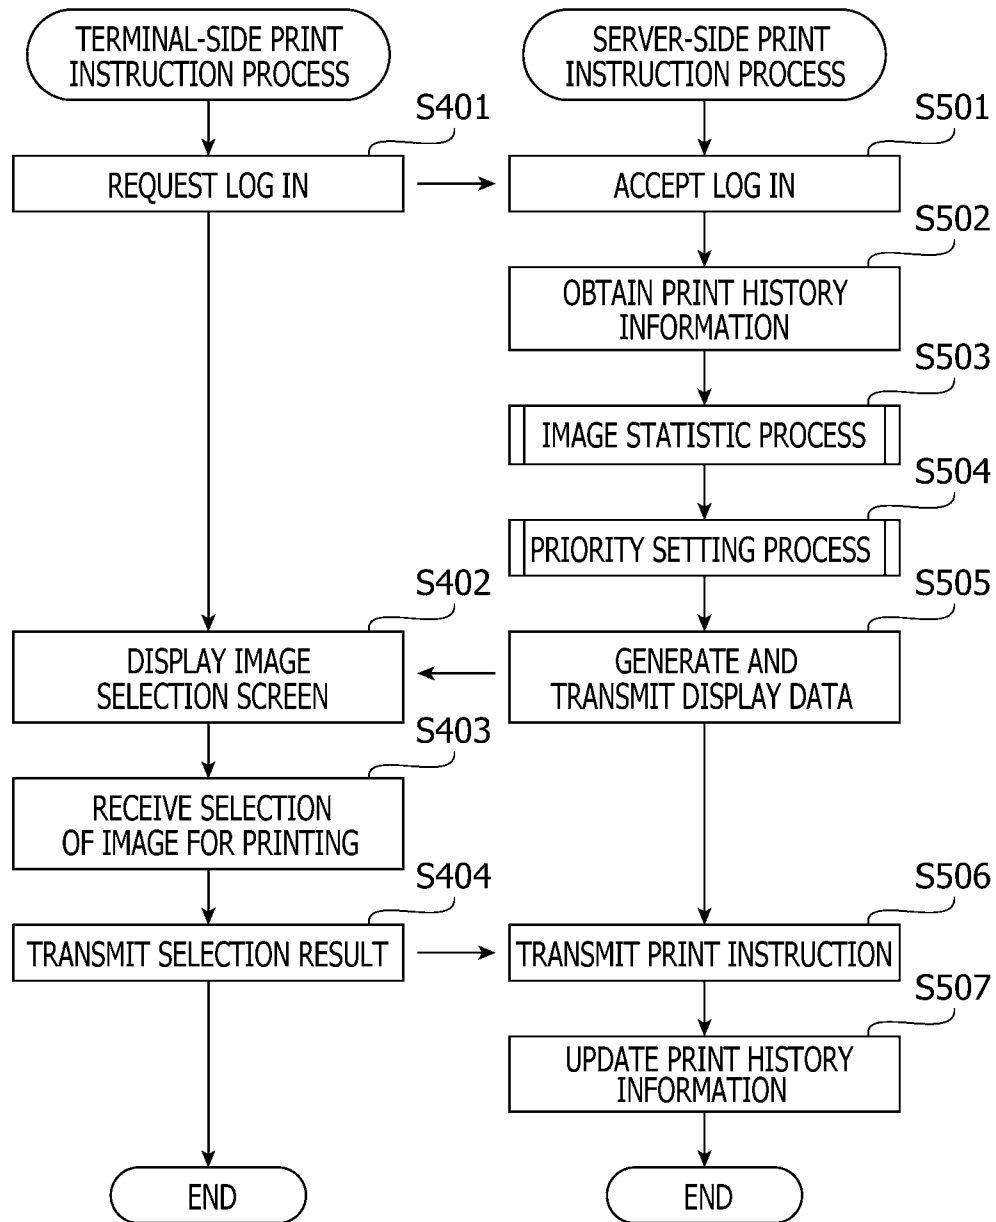 TERMINAL-SIDE PRINT
INSTRUCTION PROCESS
SERVER-SIDE PRINT
INSTRUCTION PROCESS
S401
S501
REQUEST LOG IN
ACCEPT LOG IN
S502
OBTAIN PRINT HISTORY
INFORMATION
S503
IMAGE STATISTIC PROCESS
S504
PRIORITY SETTING PROCESS
S402
S505
DISPLAY IMAGE
SELECTION SCREEN
GENERATE AND
TRANSMIT DISPLAY DATA
S403
RECEIVE SELECTION
OF IMAGE FOR PRINTING
S404
S506
TRANSMIT SELECTION RESULT
TRANSMIT PRINT INSTRUCTION
S507
UPDATE PRINT HISTORY
INFORMATION
END
END